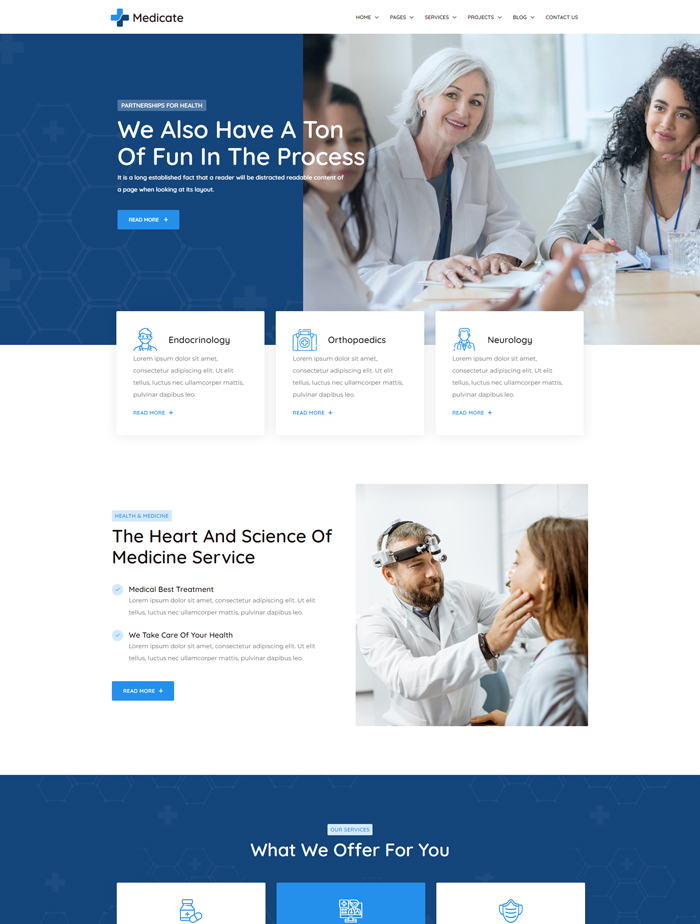 Medicate
HOME
PAGES
SERVICES
PROJECTS
BLOG
CONTACT US
PARTNERSHIPS FOR HEALTH
We Also Have A Ton
Of Fun In The Process
It is a long established fact that a reader will be distracted readable content of
a page when looking at its layout.
READ MORE +
Endocrinology
Lorem ipsum dolor sit amet,
consectetur adipiscing elit. Ut elit
tellus, luctus nec ullamcorper mattis,
pulvinar dapibus leo.
READ MORE +
Orthopaedics
Lorem ipsum dolor sit amet,
consectetur adipiscing elit. Ut elit
tellus, luctus nec ullamcorper mattis,
pulvinar dapibus leo.
READ MORE +
Neurology
Lorem ipsum dolor sit amet,
consectetur adipiscing elit. Ut elit
tellus, luctus nec ullamcorper mattis,
pulvinar dapibus leo.
READ MORE +
HEALTH & MEDICINE
The Heart And Science Of
Medicine Service
Medical Best Treatment
Lorem ipsum dolor sit amet, consectetur adipiscing elit. Ut elit
tellus, luctus nec ullamcorper mattis, pulvinar dapibus leo.
We Take Care Of Your Health
Lorem ipsum dolor sit amet, consectetur adipiscing elit. Ut elit
tellus, luctus nec ullamcorper mattis, pulvinar dapibus leo.
READ MORE +
OUR SERVICES
What We Offer For You